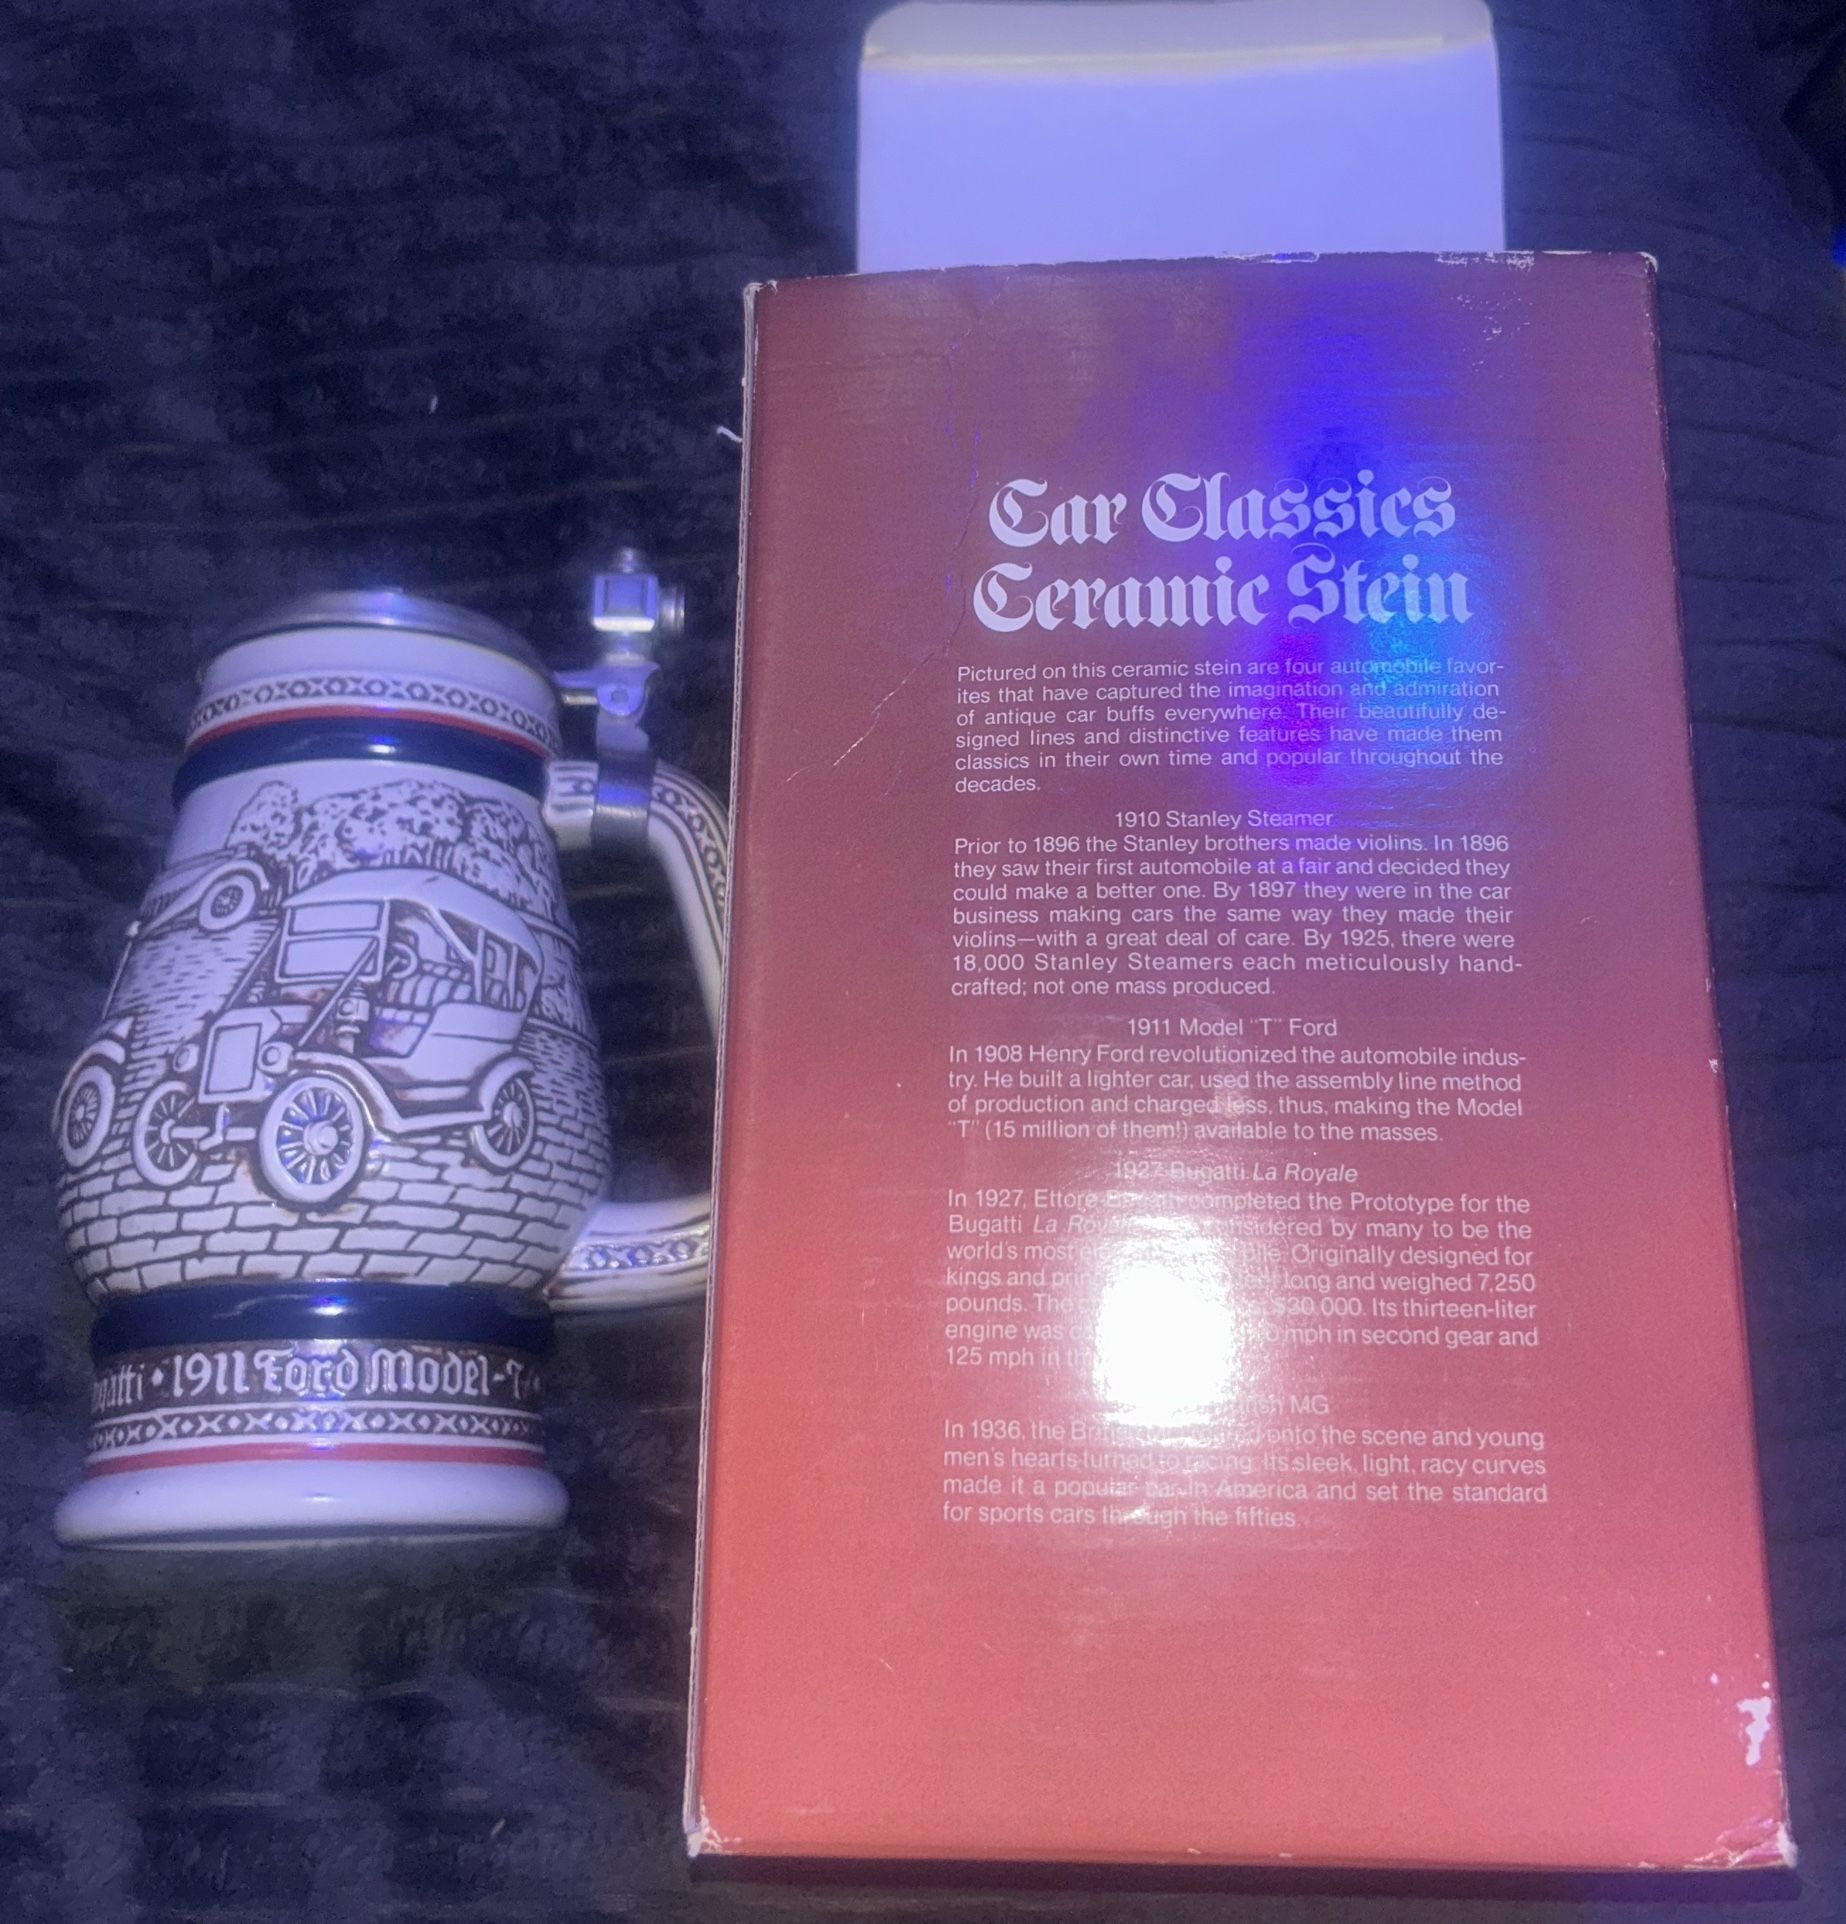 Car Classics
Ceramic Stein
Pictured on this ceramic stein are four automobile favor-
ites that have captured the imagination and admiration
of antique car buffs everywhere. Their beautifully de-
signed lines and distinctive features have made them
classics in their own time and popular throughout the
decades.
1910 Stanley Steamer
Prior to 1896 the Stanley brothers made violins. In 1896
they saw their first automobile at a fair and decided they
could make a better one. By 1897 they were in the car
business making cars the same way they made their
violins—with a great deal of care. By 1925, there were
18,000 Stanley Steamers each meticulously hand-
crafted; not one mass produced.
1911 Model "T" Ford
In 1908 Henry Ford revolutionized the automobile indus-
try. He built a lighter car, used the assembly line method
of production and charged less, thus, making the Model
"T" (15 million of them!) available to the masses.
1927 Bugatti La Royale
In 1927, Ettore completed the Prototype for the
Bugatti La considered by many to be the
world's most Originally designed for
kings and long and weighed 7,250
pounds. The $30,000. Its thirteen-liter
engine was mph in second gear and
125 mph in
MG
In 1936, the onto the scene and young
men's hearts turned to racing. Its sleek, light, racy curves
made it a popular car in America and set the standard
for sports cars through the fifties.
• 1911 Ford Model-T